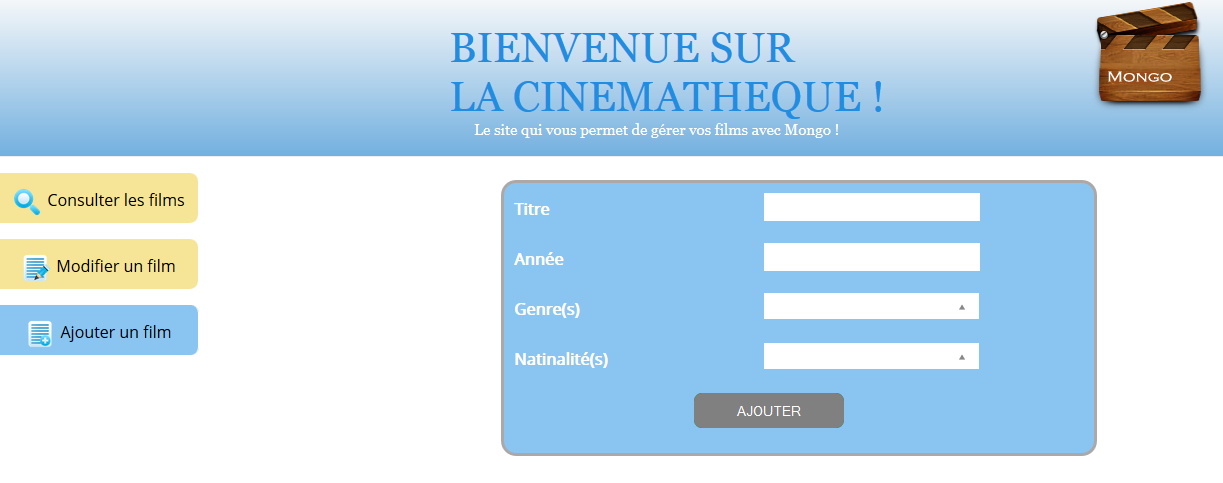 BIENVENUE SUR
LA CINEMATHEQUE !
Le site qui vous permet de gérer vos films avec Mongo !
MONGO
Consulter les films
Modifier un film
Ajouter un film
Titre
Année
Genre(s)
Natinalité(s)
AJOUTER